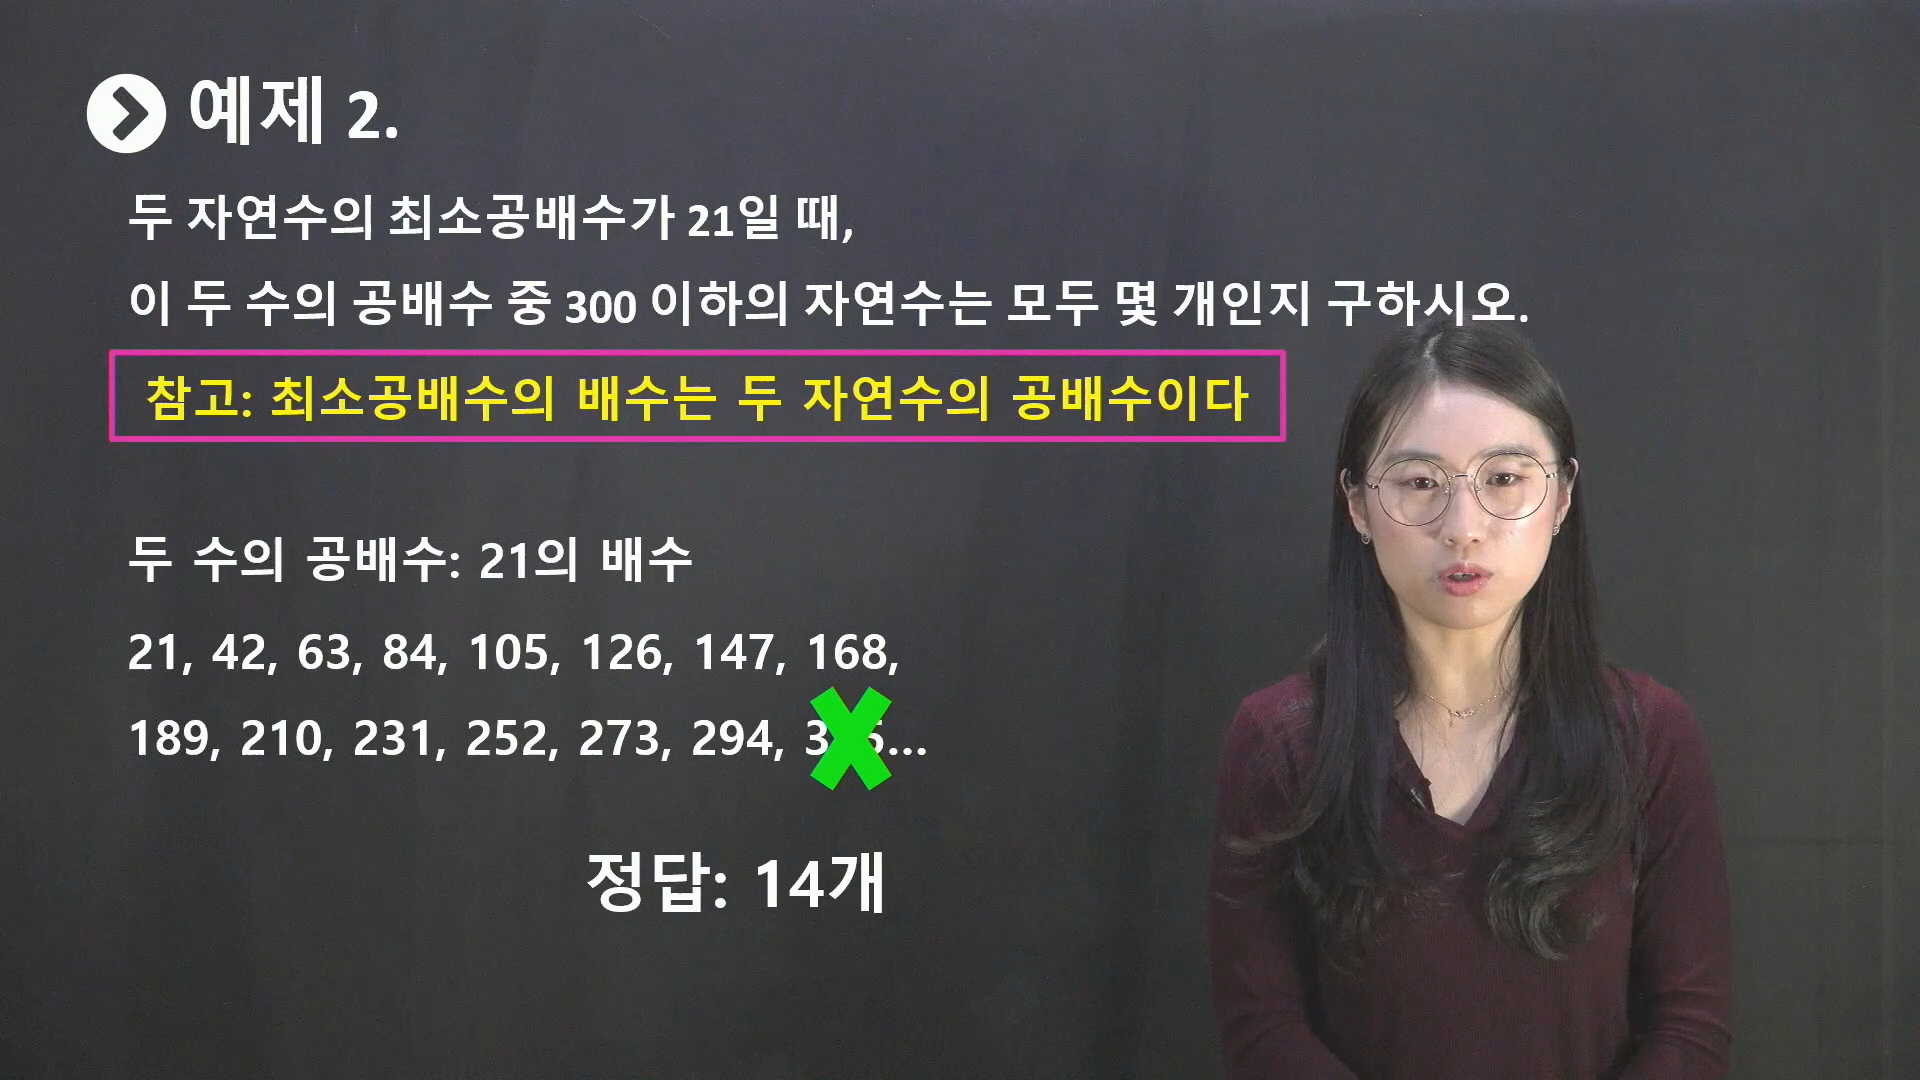 예제 2.
두 자연수의 최소공배수가 21일 때,
이 두 수의 공배수 중 300 이하의 자연수는 모두 몇 개인지 구하시오.
참고: 최소공배수의 배수는 두 자연수의 공배수이다
두 수의 공배수: 21의 배수
21, 42, 63, 84, 105, 126, 147, 168,
189, 210, 231, 252, 273, 294, ...
정답: 14개